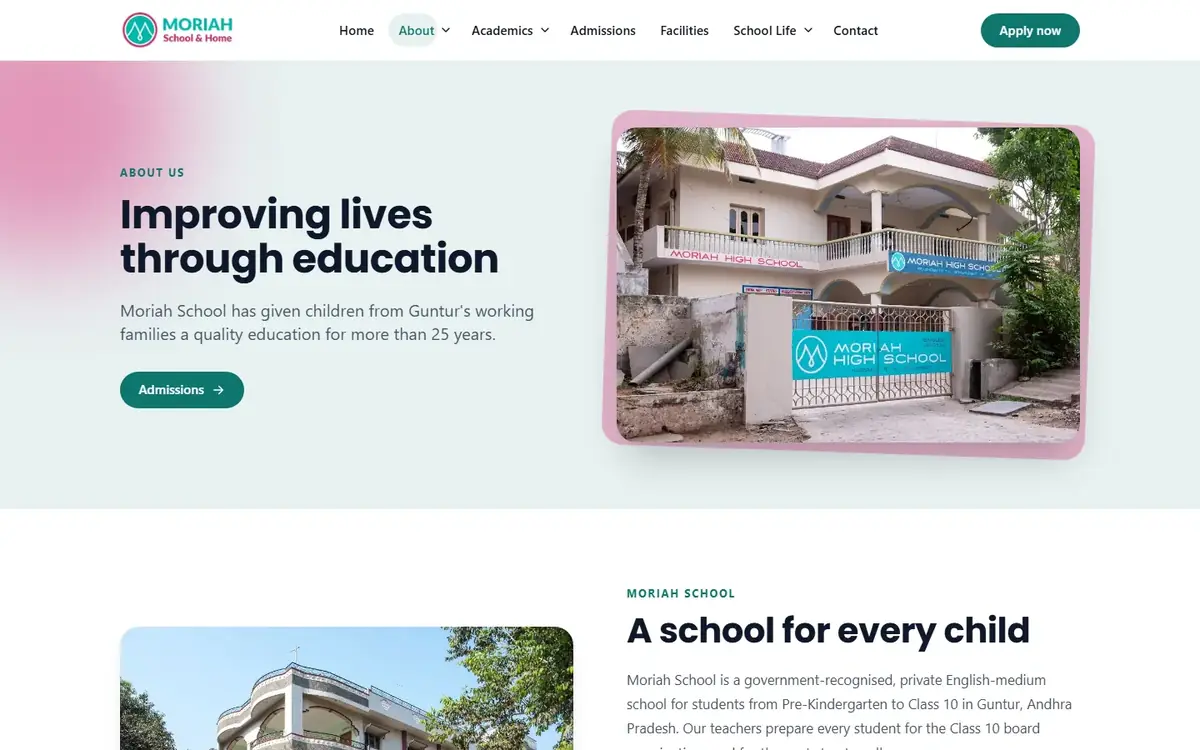 MORIAH
School & Home
Home
About
Academics
Admissions
Facilities
School Life
Contact
Apply now
ABOUT US
Improving lives
through education
Moriah School has given children from Guntur's working
families a quality education for more than 25 years.
Admissions
MORIAH HIGH SCHOOL
MORIAH HIGH SCHOOL
MORIAH
HIGH SCHOOL
MORIAH SCHOOL
A school for every child
Moriah School is a government-recognised, private English-medium
school for students from Pre-Kindergarten to Class 10 in Guntur, Andhra
Pradesh. Our teachers prepare every student for the Class 10 board